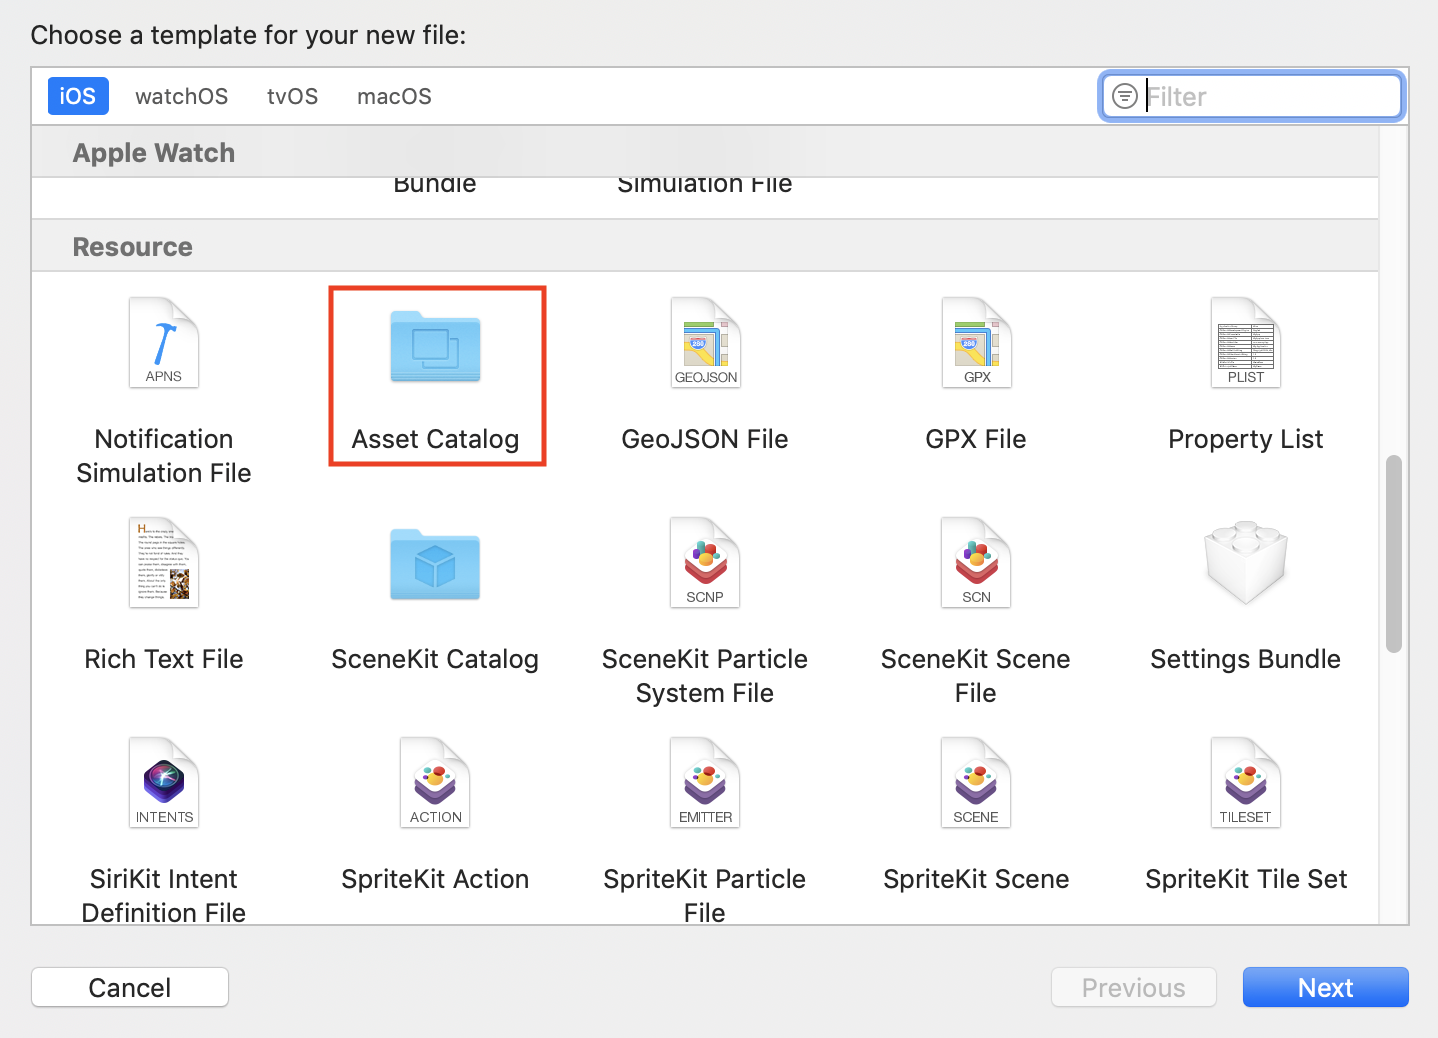 Choose a template for your new file:
iOS watchOS tvOS macOS Filter
Apple Watch
Bundle Simulation File
Resource
APNS GEOJSON GPX PLIST
Notification Simulation File
Asset Catalog
GeoJSON File
GPX File
Property List
SCNP SCN
Rich Text File
SceneKit Catalog
SceneKit Particle System File
SceneKit Scene File
Settings Bundle
INTENTS ACTION EMITTER SCENE TILESET
SiriKit Intent Definition File
SpriteKit Action
SpriteKit Particle File
SpriteKit Scene
SpriteKit Tile Set
Cancel Previous Next